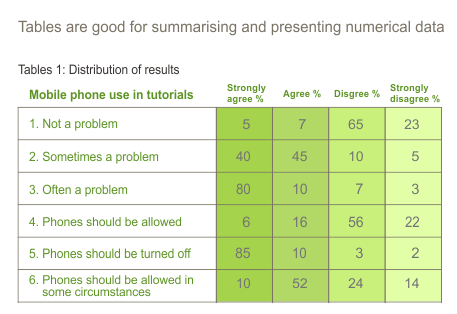 Tables are good for summarising and presenting numerical data
Tables 1: Distribution of results
Mobile phone use in tutorials Strongly agree % Agree % Disgree % Strongly disagree %
1. Not a problem 5 7 65 23
2. Sometimes a problem 40 45 10 5
3. Often a problem 80 10 7 3
4. Phones should be allowed 6 16 56 22
5. Phones should be turned off 85 10 3 2
6. Phones should be allowed in some circumstances 10 52 24 14